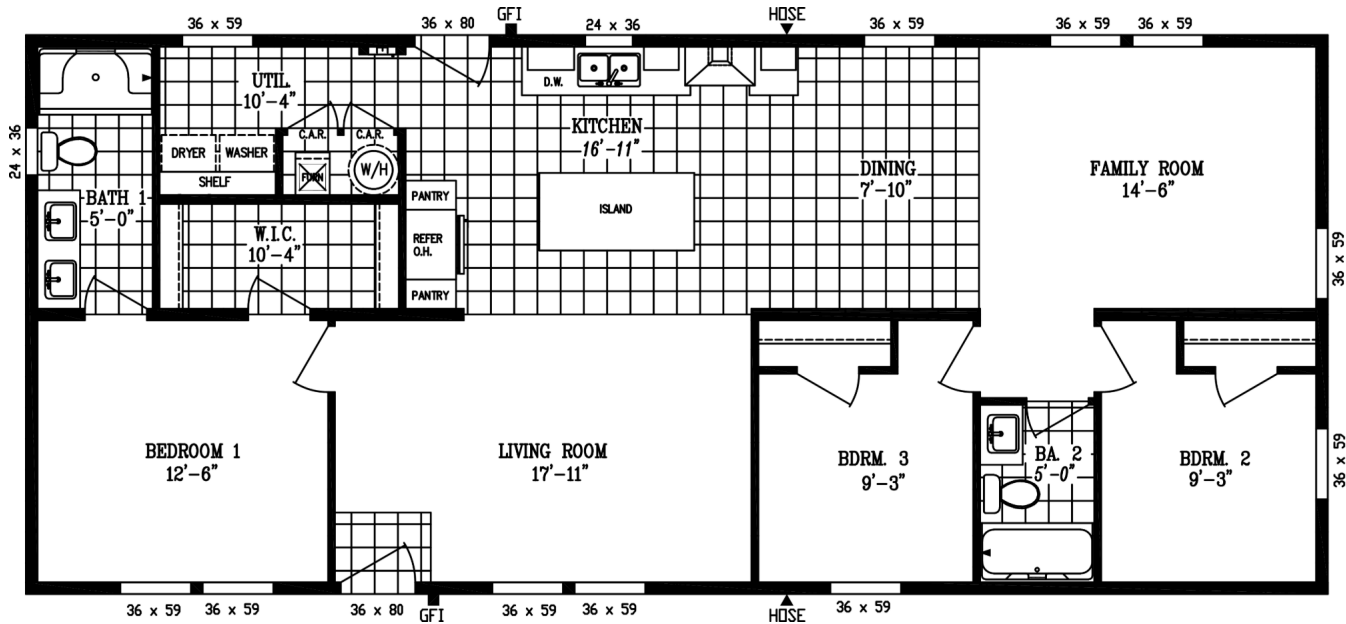 36 x 59
36 x 80
GFI
24 x 36
HOSE
36 x 59
36 x 59
36 x 59
UTIL
10'-4"
D.W.
24 x 36
C.A.R.
C.A.R.
KITCHEN
16'-11"
DRYER
WASHER
SHELF
FURN
W/H
BATH 1
5'-0"
PANTRY
ISLAND
DINING
7'-10"
FAMILY ROOM
14'-6"
W.I.C.
10'-4"
REFER
O.H.
PANTRY
36 x 59
BEDROOM 1
12'-6"
LIVING ROOM
17'-11"
BDRM. 3
9'-3"
BA. 2
5'-0"
BDRM. 2
9'-3"
36 x 59
36 x 59
36 x 59
36 x 80
GFI
36 x 59
36 x 59
HOSE
36 x 59